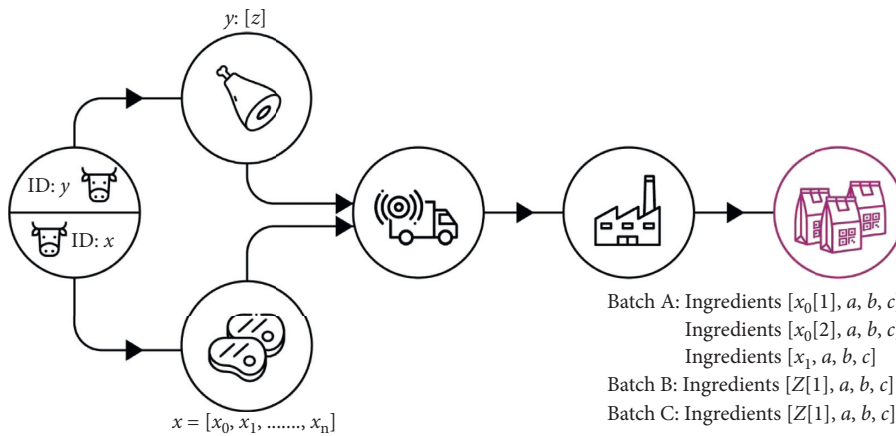 y: [z]
ID: y
ID: x
x = [x₀, x₁, ......., xₙ]
Batch A: Ingredients [x₀[1], a, b, c
Ingredients [x₀[2], a, b, c
Ingredients [x₁, a, b, c]
Batch B: Ingredients [Z[1], a, b, c]
Batch C: Ingredients [Z[1], a, b, c]